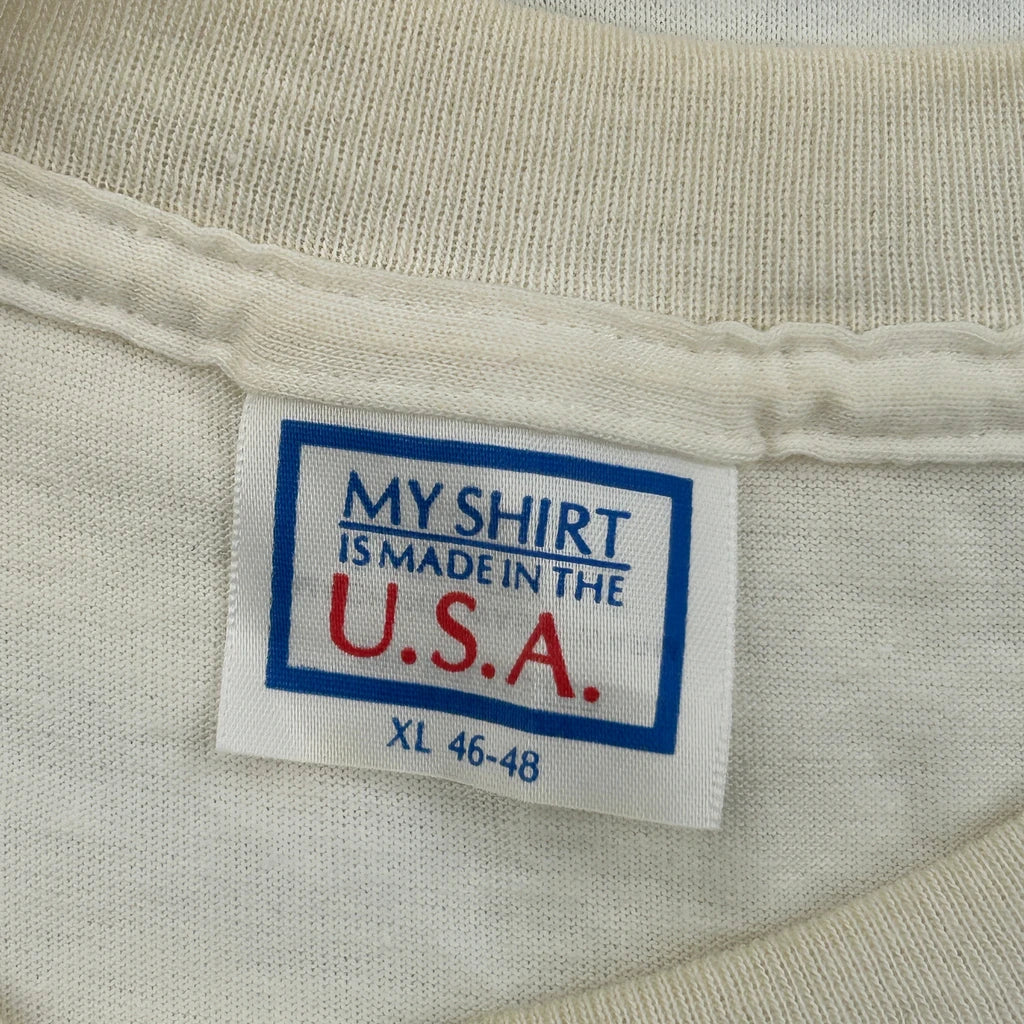 MY SHIRT
IS MADE IN THE
U.S.A.
XL 46-48